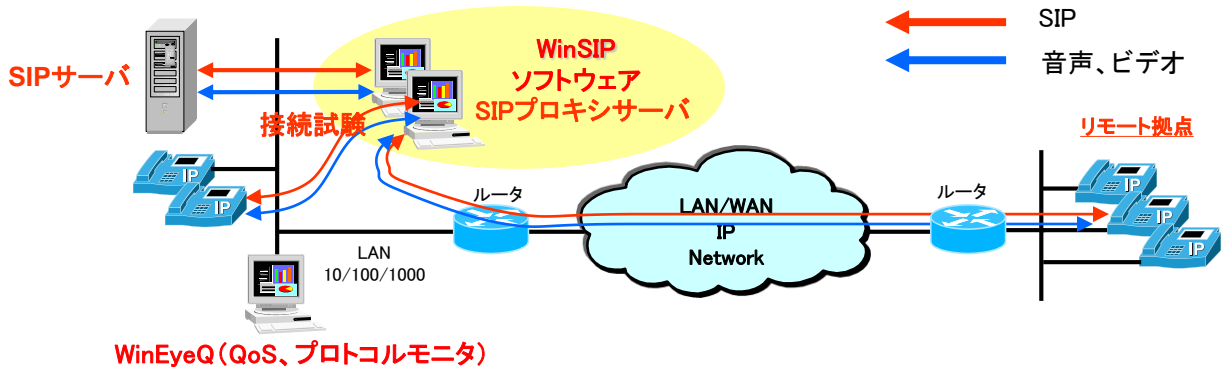 SIP
音声、ビデオ
WinSIP
ソフトウェア
SIPプロキシサーバ
SIPサーバ
接続試験
リモート拠点
IP
IP
IP
IP
IP
ルータ
ルータ
LAN/WAN
IP
Network
LAN
10/100/1000
WinEyeQ（QoS、プロトコルモニタ）